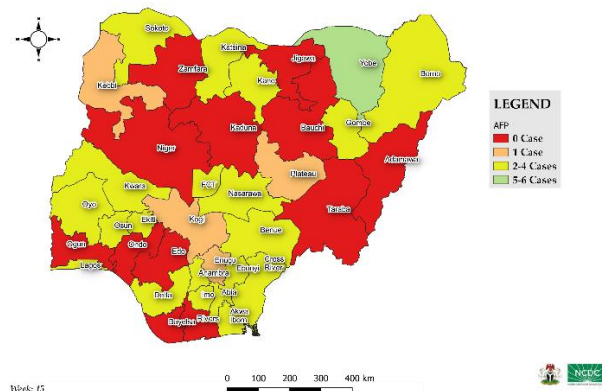 Sokoto
Katsina
Jigawa
Yobe
Borno
Zamfara
Kebbi
Kano
Gombe
Kaduna
Bauchi
Niger
Adamawa
Plateau
FCT
Kwara
Nasarawa
Taraba
Oyo
Ekiti
Kogi
Osun
Benue
Ogun
Ondo
Edo
Lagos
Enugu
Anambra
Ebonyi
Cross
River
Delta
Imo
Abia
Akwa
Ibom
Bayelsa
Rivers
LEGEND
AFP
0 Case
1 Case
2-4 Cases
5-6 Cases
Week: 15
0 100 200 300 400 km
NCDC